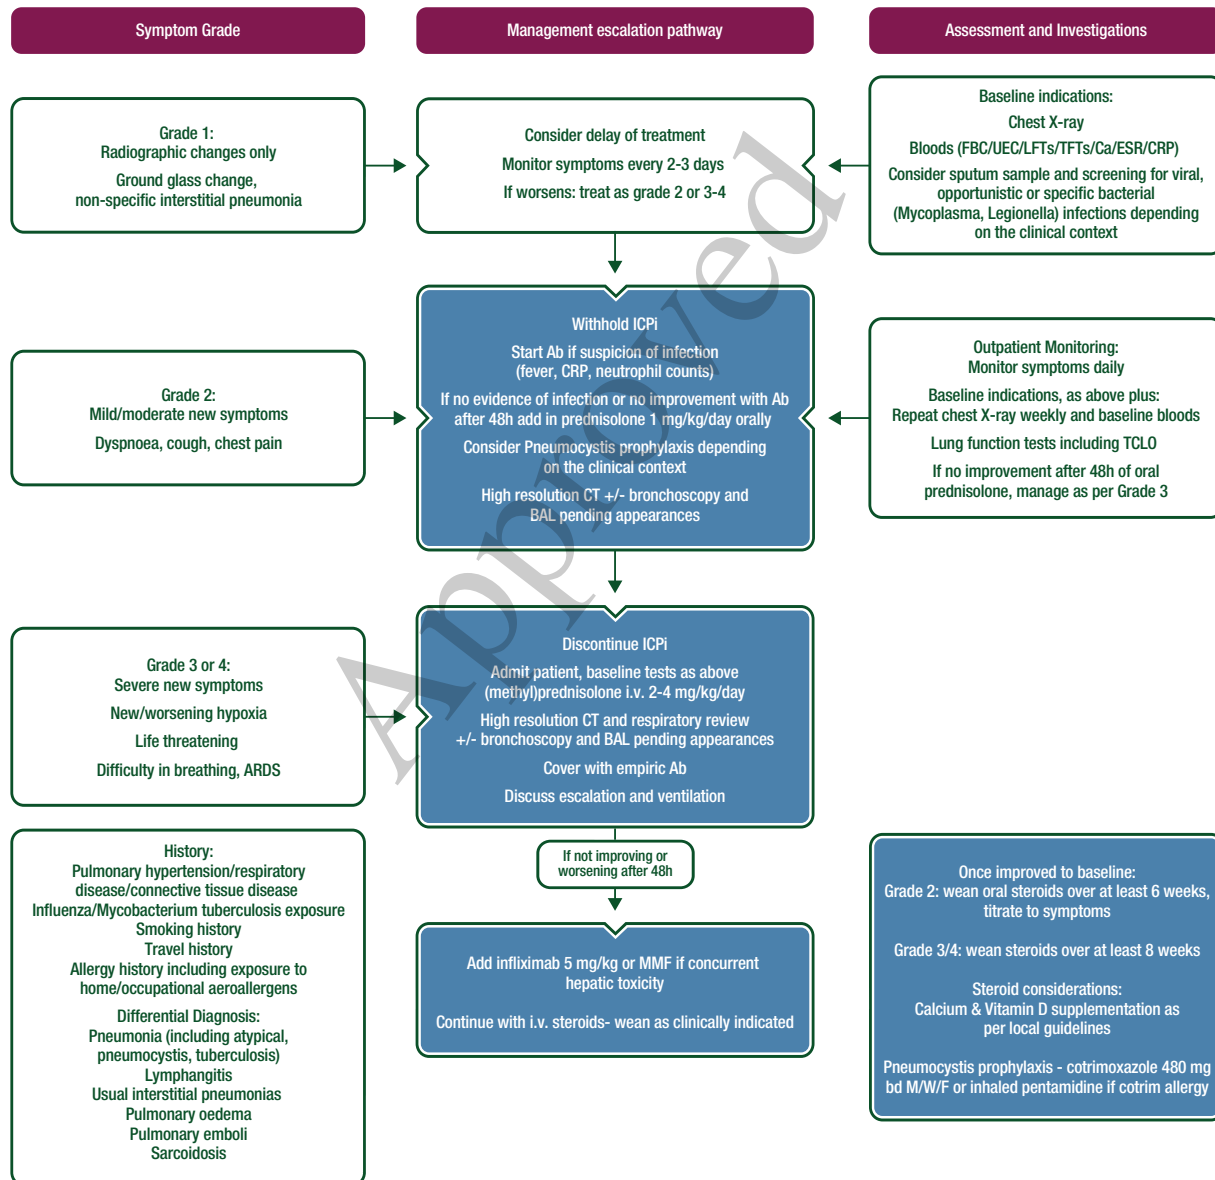 Symptom Grade
Management escalation pathway
Assessment and Investigations
Grade 1:
Radiographic changes only
Ground glass change,
non-specific interstitial pneumonia
Consider delay of treatment
Monitor symptoms every 2-3 days
If worsens: treat as grade 2 or 3-4
Baseline indications:
Chest X-ray
Bloods (FBC/UEC/LFTs/TFTs/Ca/ESR/CRP)
Consider sputum sample and screening for viral,
opportunistic or specific bacterial
(Mycoplasma, Legionella) infections depending
on the clinical context
Grade 2:
Mild/moderate new symptoms
Dyspnoea, cough, chest pain
Withhold ICPi
Start Ab if suspicion of infection
(fever, CRP, neutrophil counts)
If no evidence of infection or no improvement with Ab
after 48h add in prednisolone 1 mg/kg/day orally
Consider Pneumocystis prophylaxis depending
on the clinical context
High resolution CT +/- bronchoscopy and
BAL pending appearances
Outpatient Monitoring:
Monitor symptoms daily
Baseline indications, as above plus:
Repeat chest X-ray weekly and baseline bloods
Lung function tests including TCLO
If no improvement after 48h of oral
prednisolone, manage as per Grade 3
Grade 3 or 4:
Severe new symptoms
New/worsening hypoxia
Life threatening
Difficulty in breathing, ARDS
Discontinue ICPi
Admit patient, baseline tests as above
(methyl)prednisolone i.v. 2-4 mg/kg/day
High resolution CT and respiratory review
+/- bronchoscopy and BAL pending appearances
Cover with empiric Ab
Discuss escalation and ventilation
If not improving or
worsening after 48h
Add infliximab 5 mg/kg or MMF if concurrent
hepatic toxicity
Continue with i.v. steroids- wean as clinically indicated
History:
Pulmonary hypertension/respiratory
disease/connective tissue disease
Influenza/Mycobacterium tuberculosis exposure
Smoking history
Travel history
Allergy history including exposure to
home/occupational aeroallergens
Differential Diagnosis:
Pneumonia (including atypical,
pneumocystis, tuberculosis)
Lymphangitis
Usual interstitial pneumonias
Pulmonary oedema
Pulmonary emboli
Sarcoidosis
Once improved to baseline:
Grade 2: wean oral steroids over at least 6 weeks,
titrate to symptoms
Grade 3/4: wean steroids over at least 8 weeks
Steroid considerations:
Calcium & Vitamin D supplementation as
per local guidelines
Pneumocystis prophylaxis - cotrimoxazole 480 mg
bd M/W/F or inhaled pentamidine if cotrim allergy
Approved